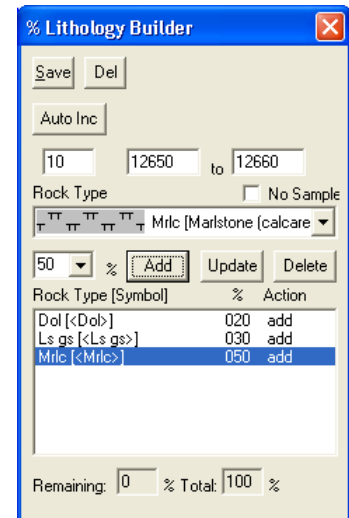 % Lithology Builder
Save Del
Auto Inc
10 12650 to 12660
Rock Type No Sample
Mrlc [Marlstone (calcare
50 % Add Update Delete
Rock Type [Symbol] % Action
Dol [<Dol>] 020 add
Ls gs [<Ls gs>] 030 add
Mrlc [<Mrlc>] 050 add
Remaining: 0 % Total: 100 %